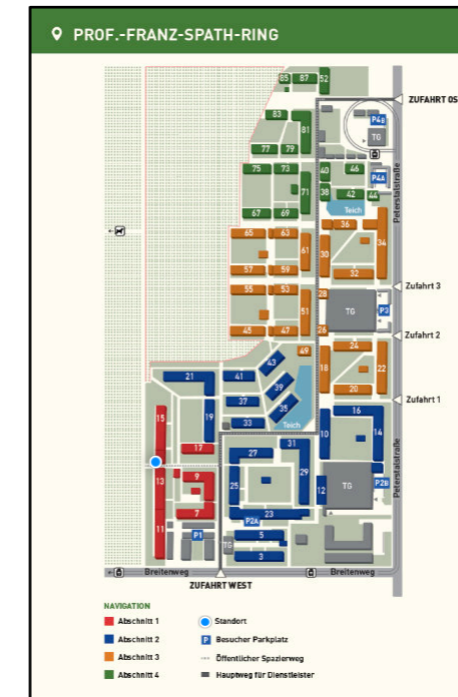 PROF.-FRANZ-SPATH-RING
85 87 52
ZUFAHRT OS
83
P4B
81
TG
77 79
75 73
40 46
P4A
71
38 42 44
67 69
Teich
Peterstalstraße
65 63
36
34
61
30
57 59
32
55 53
28
Zufahrt 3
51
TG
P3
45 47
26
Zufahrt 2
49
24
43
18 22
21 41
39
20
Zufahrt 1
37
35
15 19
16
33
Teich
10 14
17
31
27
13
9
25 29
TG
P2B
12
7
23
P2A
11
P1
5
TG
3
Peterstalstraße
Breitenweg
Breitenweg
ZUFAHRT WEST
NAVIGATION
Abschnitt 1
Standort
Abschnitt 2
P Besucher Parkplatz
Abschnitt 3
Öffentlicher Spazierweg
Abschnitt 4
Hauptweg für Dienstleister